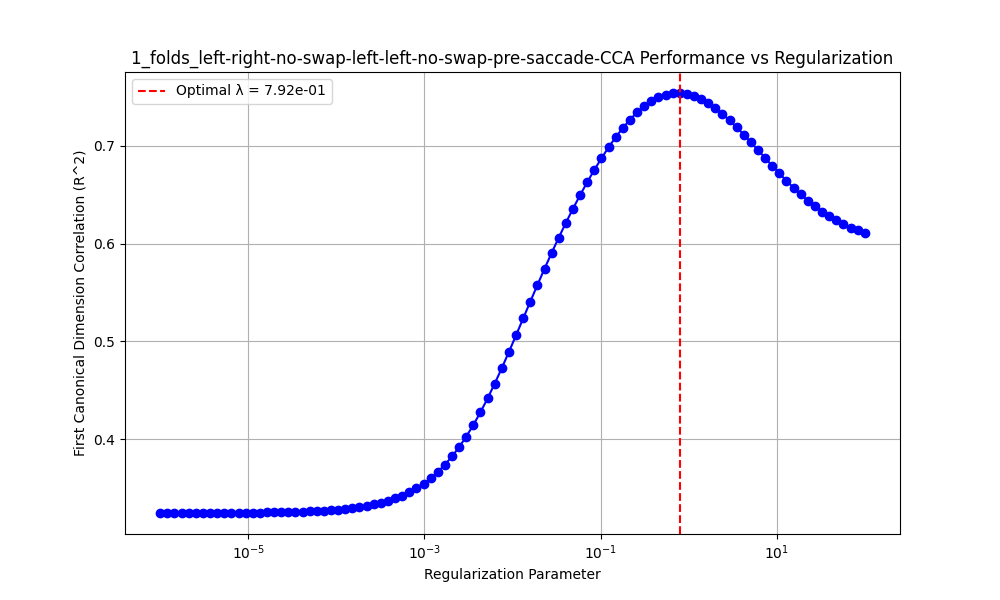 1_folds_left-right-no-swap-left-left-no-swap-pre-saccade-CCA Performance vs Regularization
Optimal λ = 7.92e-01
First Canonical Dimension Correlation (R^2)
0.7
0.6
0.5
0.4
10⁻⁵
10⁻³
10⁻¹
10¹
Regularization Parameter